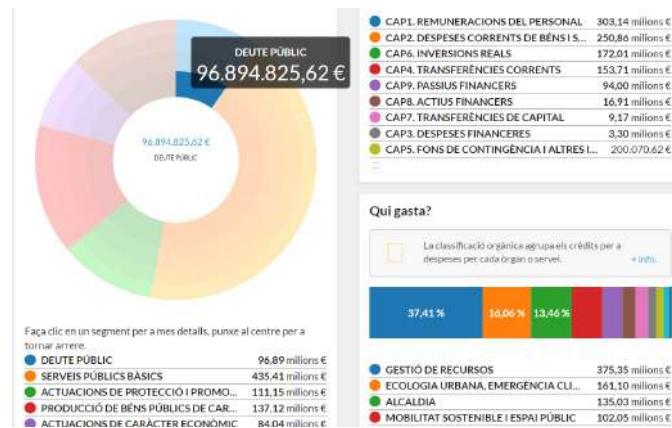 DEUTE PÚBLIC
96.894.825,62 €
96.894.825,62 €
DEUTE PÚBLIC
Faça clic en un segment per a mes detalls, punxe al centre per a
tornar arrere.
DEUTE PÚBLIC 96,89 milions €
SERVEIS PÚBLICS BÀSICS 435,41 milions €
ACTUACIONS DE PROTECCIÓ I PROMO... 111,15 milions €
PRODUCCIÓ DE BÉNS PÚBLICS DE CAR... 137,12 milions €
ACTUACIONS DE CARÀCTER ECONÒMIC 84,04 milions €
CAP1. REMUNERACIONS DEL PERSONAL 303,14 milions €
CAP2. DESPESES CORRENTS DE BÉNS I S... 250,86 milions €
CAP6. INVERSIONS REALS 172,01 milions €
CAP4. TRANSFERÈNCIES CORRENTS 153,71 milions €
CAP9. PASSIUS FINANCERS 94,00 milions €
CAP8. ACTIUS FINANCERS 16,91 milions €
CAP7. TRANSFERÈNCIES DE CAPITAL 9,17 milions €
CAP3. DESPESES FINANCERES 3,30 milions €
CAP5. FONS DE CONTINGÈNCIA I ALTRES I... 200.070,62 €
Qui gasta?
La classificació orgànica agrupa els crèdits per a
despeses per cada òrgan o servei. + info.
37,41 % 16,06 % 13,46 %
GESTIÓ DE RECURSOS 375,35 milions €
ECOLOGIA URBANA, EMERGÈNCIA CLI... 161,10 milions €
ALCALDIA 135,03 milions €
MOBILITAT SOSTENIBLE I ESPAI PÚBLIC 102,05 milions €